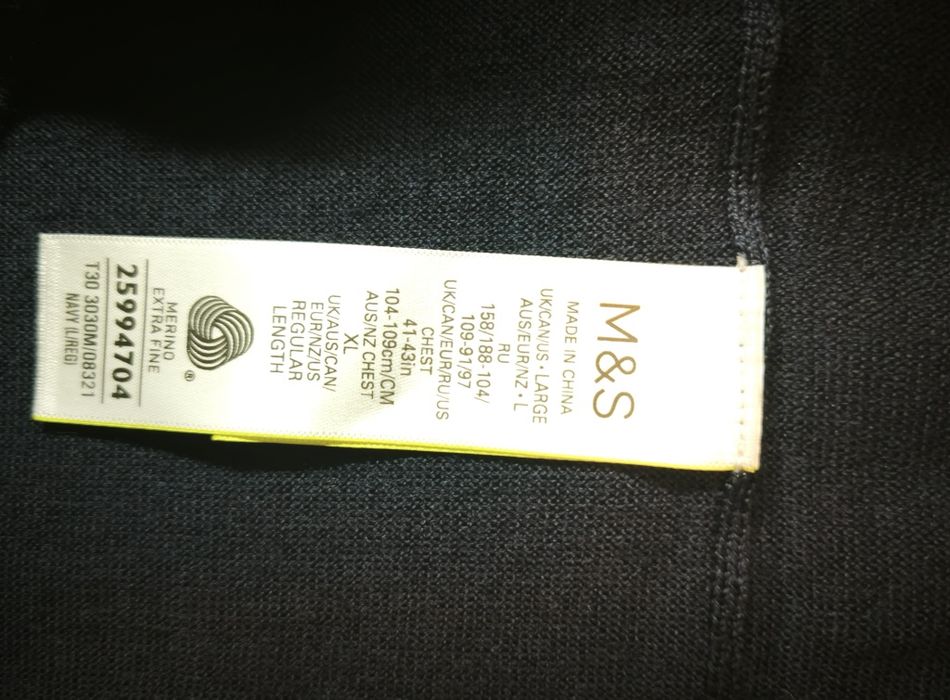 M&S
MADE IN CHINA
UK/CAN/US • LARGE
AUS/EUR/NZ • L
RU
158/188-104/
109-91/97
UK/CAN/EUR/RU/US
CHEST
41-43in
104-109cm/CM
AUS/NZ CHEST
XL
UK/AUS/CAN/
EUR/NZ/US
REGULAR
LENGTH
®
MERINO
EXTRA FINE
25994704
T30 3030M/08321
NAVY (L/REG)